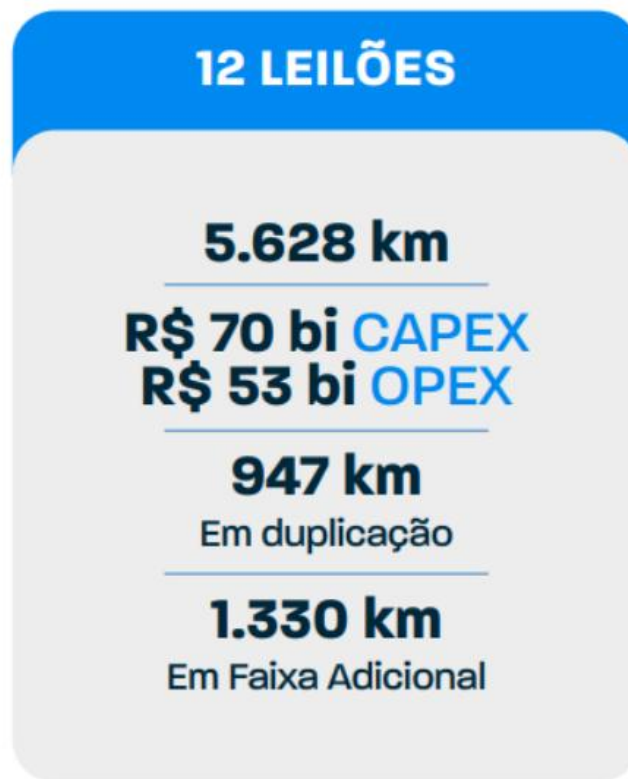 12 LEILÕES
5.628 km
R$ 70 bi CAPEX
R$ 53 bi OPEX
947 km
Em duplicação
1.330 km
Em Faixa Adicional